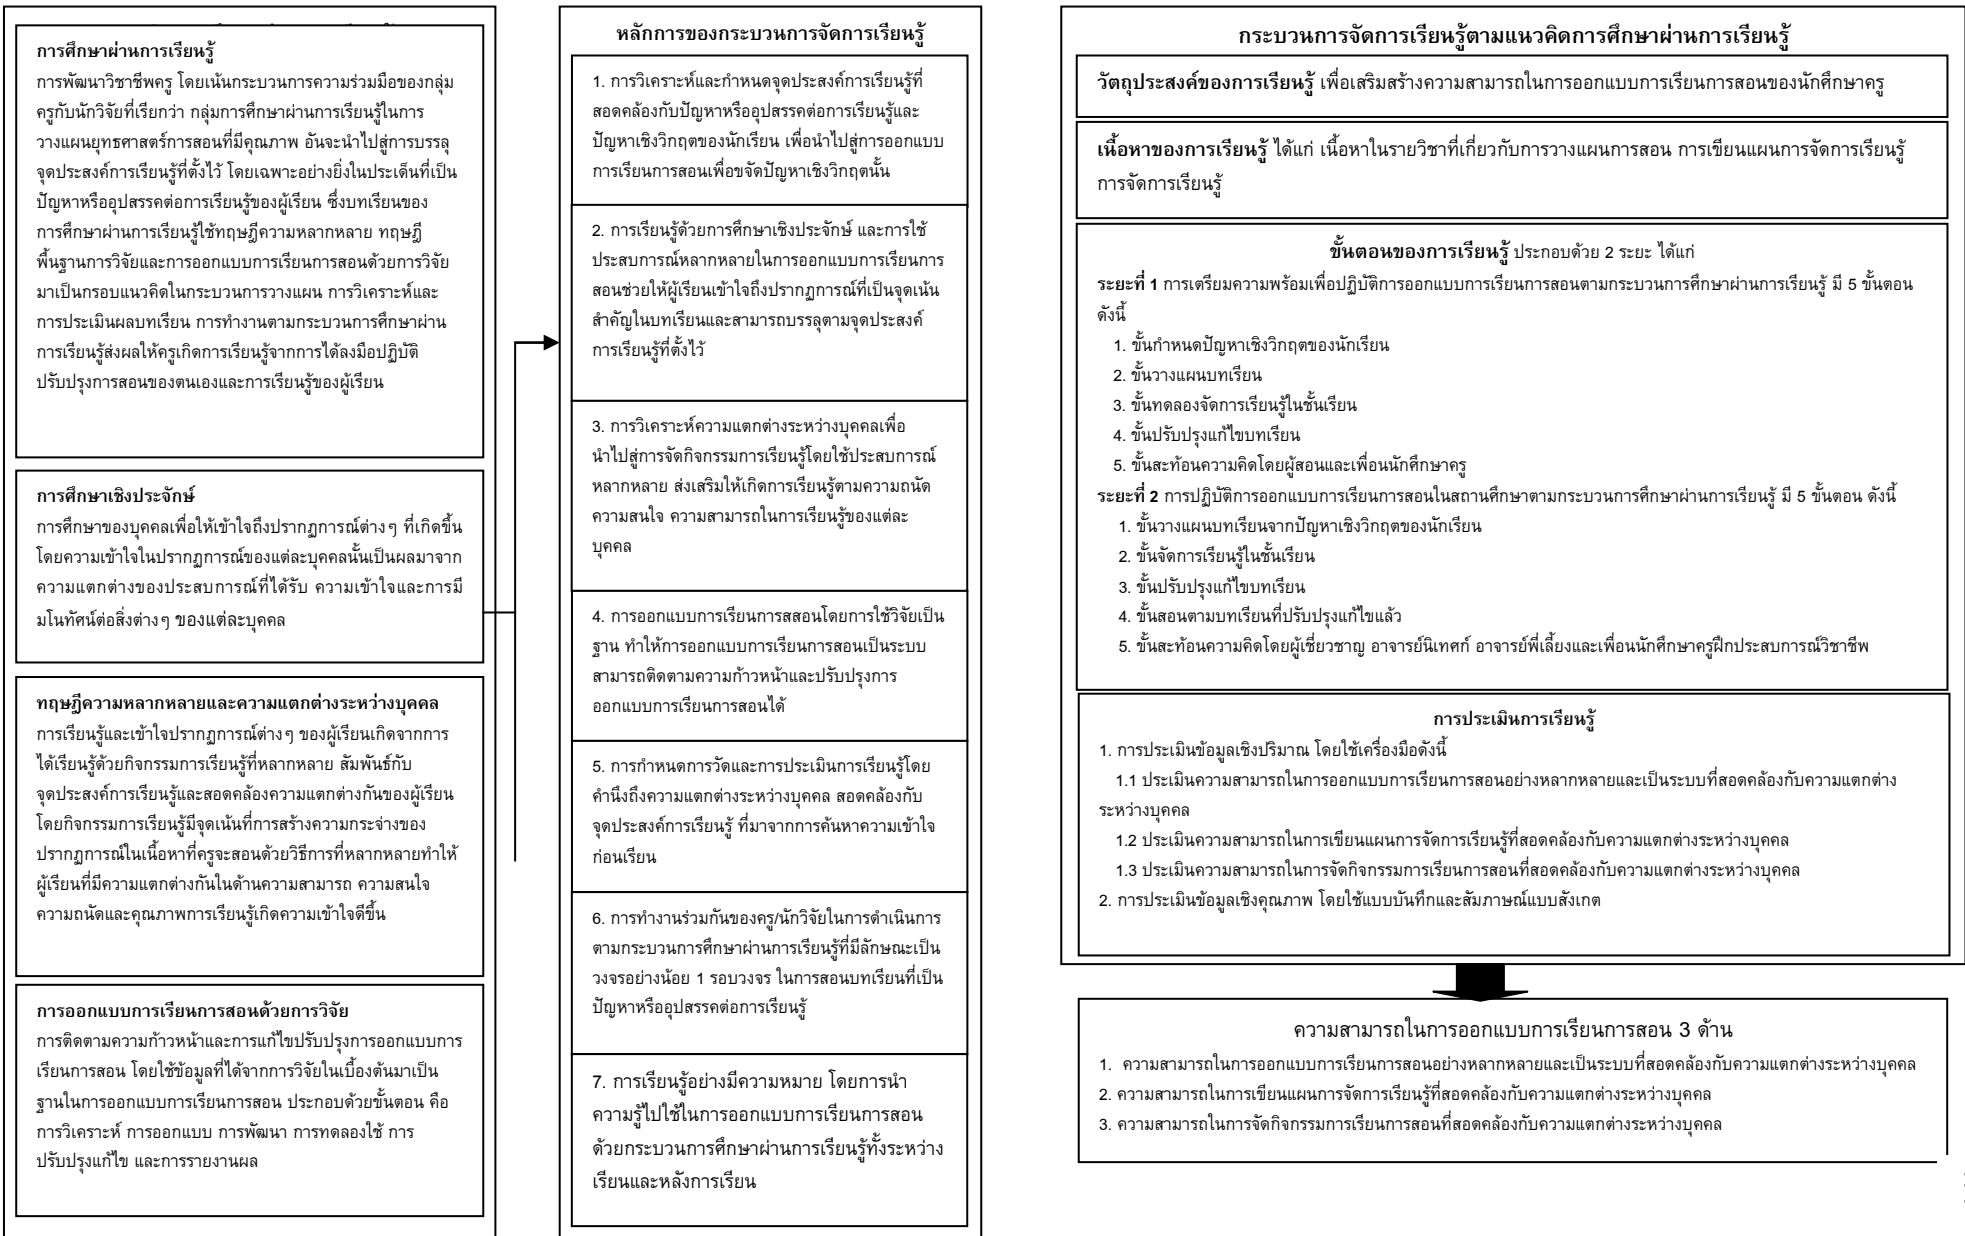 การศึกษาผ่านการเรียนรู้
การพัฒนาวิชาชีพครู โดยเน้นกระบวนการความร่วมมือของกลุ่ม
ครูกับนักวิจัยที่เรียกว่า กลุ่มการศึกษาผ่านการเรียนรู้ในการ
วางแผนยุทธศาสตร์การสอนที่มีคุณภาพ อันจะนำไปสู่การบรรลุ
จุดประสงค์การเรียนรู้ที่ตั้งไว้ โดยเฉพาะอย่างยิ่งในประเด็นที่เป็น
ปัญหาหรืออุปสรรคต่อการเรียนรู้ของผู้เรียน ซึ่งบทเรียนของ
การศึกษาผ่านการเรียนรู้ใช้ทฤษฎีความหลากหลาย ทฤษฎี
พื้นฐานการวิจัยและการออกแบบการเรียนการสอนด้วยการวิจัย
มาเป็นกรอบแนวคิดในกระบวนการวางแผน การวิเคราะห์และ
การประเมินผลบทเรียน การทำงานตามกระบวนการศึกษาผ่าน
การเรียนรู้ส่งผลให้ครูเกิดการเรียนรู้จากการได้ลงมือปฏิบัติ
ปรับปรุงการสอนของตนเองและการเรียนรู้ของผู้เรียน
การศึกษาเชิงประจักษ์
การศึกษาของบุคคลเพื่อให้เข้าใจถึงปรากฏการณ์ต่างๆ ที่เกิดขึ้น
โดยความเข้าใจในปรากฏการณ์ของแต่ละบุคคลนั้นเป็นผลมาจาก
ความแตกต่างของประสบการณ์ที่ได้รับ ความเข้าใจและการมี
มโนทัศน์ต่อสิ่งต่างๆ ของแต่ละบุคคล
ทฤษฎีความหลากหลายและความแตกต่างระหว่างบุคคล
การเรียนรู้และเข้าใจปรากฏการณ์ต่างๆ ของผู้เรียนเกิดจากการ
ได้เรียนรู้ด้วยกิจกรรมการเรียนรู้ที่หลากหลาย สัมพันธ์กับ
จุดประสงค์การเรียนรู้และสอดคล้องความแตกต่างกันของผู้เรียน
โดยกิจกรรมการเรียนรู้มีจุดเน้นที่การสร้างความกระจ่างของ
ปรากฏการณ์ในเนื้อหาที่ครูจะสอนด้วยวิธีการที่หลากหลายทำให้
ผู้เรียนที่มีความแตกต่างกันในด้านความสามารถ ความสนใจ
ความถนัดและคุณภาพการเรียนรู้เกิดความเข้าใจดีขึ้น
การออกแบบการเรียนการสอนด้วยการวิจัย
การติดตามความก้าวหน้าและการแก้ไขปรับปรุงการออกแบบการ
เรียนการสอน โดยใช้ข้อมูลที่ได้จากการวิจัยในเบื้องต้นมาเป็น
ฐานในการออกแบบการเรียนการสอน ประกอบด้วยขั้นตอน คือ
การวิเคราะห์ การออกแบบ การพัฒนา การทดลองใช้ การ
ปรับปรุงแก้ไข และการรายงานผล
หลักการของกระบวนการจัดการเรียนรู้
1. การวิเคราะห์และกำหนดจุดประสงค์การเรียนรู้ที่
สอดคล้องกับปัญหาหรืออุปสรรคต่อการเรียนรู้และ
ปัญหาเชิงวิกฤตของนักเรียน เพื่อนำไปสู่การออกแบบ
การเรียนการสอนเพื่อขจัดปัญหาเชิงวิกฤตนั้น
2. การเรียนรู้ด้วยการศึกษาเชิงประจักษ์ และการใช้
ประสบการณ์หลากหลายในการออกแบบการเรียนการ
สอนช่วยให้ผู้เรียนเข้าใจถึงปรากฏการณ์ที่เป็นจุดเน้น
สำคัญในบทเรียนและสามารถบรรลุตามจุดประสงค์
การเรียนรู้ที่ตั้งไว้
3. การวิเคราะห์ความแตกต่างระหว่างบุคคลเพื่อ
นำไปสู่การจัดกิจกรรมการเรียนรู้โดยใช้ประสบการณ์
หลากหลาย ส่งเสริมให้เกิดการเรียนรู้ตามความถนัด
ความสนใจ ความสามารถในการเรียนรู้ของแต่ละ
บุคคล
4. การออกแบบการเรียนการสสอนโดยการใช้วิจัยเป็น
ฐาน ทำให้การออกแบบการเรียนการสอนเป็นระบบ
สามารถติดตามความก้าวหน้าและปรับปรุงการ
ออกแบบการเรียนการสอนได้
5. การกำหนดการวัดและการประเมินการเรียนรู้โดย
คำนึงถึงความแตกต่างระหว่างบุคคล สอดคล้องกับ
จุดประสงค์การเรียนรู้ ที่มาจากการค้นหาความเข้าใจ
ก่อนเรียน
6. การทำงานร่วมกันของครู/นักวิจัยในการดำเนินการ
ตามกระบวนการศึกษาผ่านการเรียนรู้ที่มีลักษณะเป็น
วงจรอย่างน้อย 1 รอบวงจร ในการสอนบทเรียนที่เป็น
ปัญหาหรืออุปสรรคต่อการเรียนรู้
7. การเรียนรู้อย่างมีความหมาย โดยการนำ
ความรู้ไปใช้ในการออกแบบการเรียนการสอน
ด้วยกระบวนการศึกษาผ่านการเรียนรู้ทั้งระหว่าง
เรียนและหลังการเรียน
กระบวนการจัดการเรียนรู้ตามแนวคิดการศึกษาผ่านการเรียนรู้
วัตถุประสงค์ของการเรียนรู้ เพื่อเสริมสร้างความสามารถในการออกแบบการเรียนการสอนของนักศึกษาครู
เนื้อหาของการเรียนรู้ ได้แก่ เนื้อหาในรายวิชาที่เกี่ยวกับการวางแผนการสอน การเขียนแผนการจัดการเรียนรู้
การจัดการเรียนรู้
ขั้นตอนของการเรียนรู้ ประกอบด้วย 2 ระยะ ได้แก่
ระยะที่ 1 การเตรียมความพร้อมเพื่อปฏิบัติการออกแบบการเรียนการสอนตามกระบวนการศึกษาผ่านการเรียนรู้ มี 5 ขั้นตอน
ดังนี้
1. ขั้นกำหนดปัญหาเชิงวิกฤตของนักเรียน
2. ขั้นวางแผนบทเรียน
3. ขั้นทดลองจัดการเรียนรู้ในชั้นเรียน
4. ขั้นปรับปรุงแก้ไขบทเรียน
5. ขั้นสะท้อนความคิดโดยผู้สอนและเพื่อนนักศึกษาครู
ระยะที่ 2 การปฏิบัติการออกแบบการเรียนการสอนในสถานศึกษาตามกระบวนการศึกษาผ่านการเรียนรู้ มี 5 ขั้นตอน ดังนี้
1. ขั้นวางแผนบทเรียนจากปัญหาเชิงวิกฤตของนักเรียน
2. ขั้นจัดการเรียนรู้ในชั้นเรียน
3. ขั้นปรับปรุงแก้ไขบทเรียน
4. ขั้นสอนตามบทเรียนที่ปรับปรุงแก้ไขแล้ว
5. ขั้นสะท้อนความคิดโดยผู้เชี่ยวชาญ อาจารย์นิเทศก์ อาจารย์พี่เลี้ยงและเพื่อนนักศึกษาครูฝึกประสบการณ์วิชาชีพ
การประเมินการเรียนรู้
1. การประเมินข้อมูลเชิงปริมาณ โดยใช้เครื่องมือดังนี้
1.1 ประเมินความสามารถในการออกแบบการเรียนการสอนอย่างหลากหลายและเป็นระบบที่สอดคล้องกับความแตกต่าง
ระหว่างบุคคล
1.2 ประเมินความสามารถในการเขียนแผนการจัดการเรียนรู้ที่สอดคล้องกับความแตกต่างระหว่างบุคคล
1.3 ประเมินความสามารถในการจัดกิจกรรมการเรียนการสอนที่สอดคล้องกับความแตกต่างระหว่างบุคคล
2. การประเมินข้อมูลเชิงคุณภาพ โดยใช้แบบบันทึกและสัมภาษณ์แบบสังเกต
ความสามารถในการออกแบบการเรียนการสอน 3 ด้าน
1. ความสามารถในการออกแบบการเรียนการสอนอย่างหลากหลายและเป็นระบบที่สอดคล้องกับความแตกต่างระหว่างบุคคล
2. ความสามารถในการเขียนแผนการจัดการเรียนรู้ที่สอดคล้องกับความแตกต่างระหว่างบุคคล
3. ความสามารถในการจัดกิจกรรมการเรียนการสอนที่สอดคล้องกับความแตกต่างระหว่างบุคคล